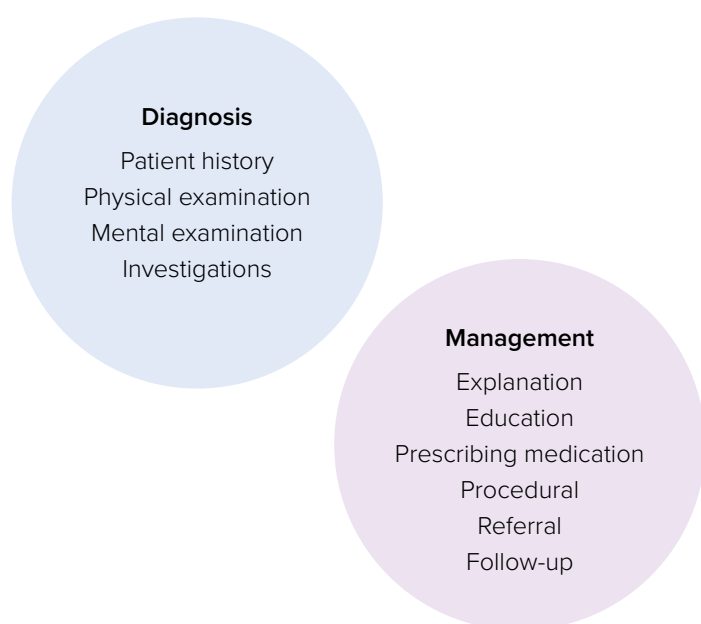 Diagnosis
Patient history
Physical examination
Mental examination
Investigations
Management
Explanation
Education
Prescribing medication
Procedural
Referral
Follow-up